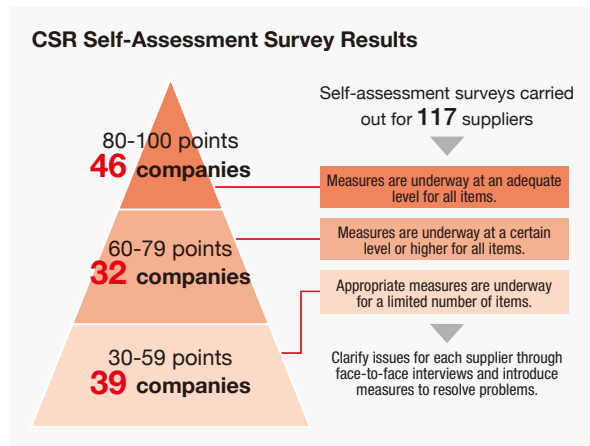 CSR Self-Assessment Survey Results
Self-assessment surveys carried
out for 117 suppliers
80-100 points
46 companies
Measures are underway at an adequate
level for all items.
60-79 points
32 companies
Measures are underway at a certain
level or higher for all items.
30-59 points
39 companies
Appropriate measures are underway
for a limited number of items.
Clarify issues for each supplier through
face-to-face interviews and introduce
measures to resolve problems.